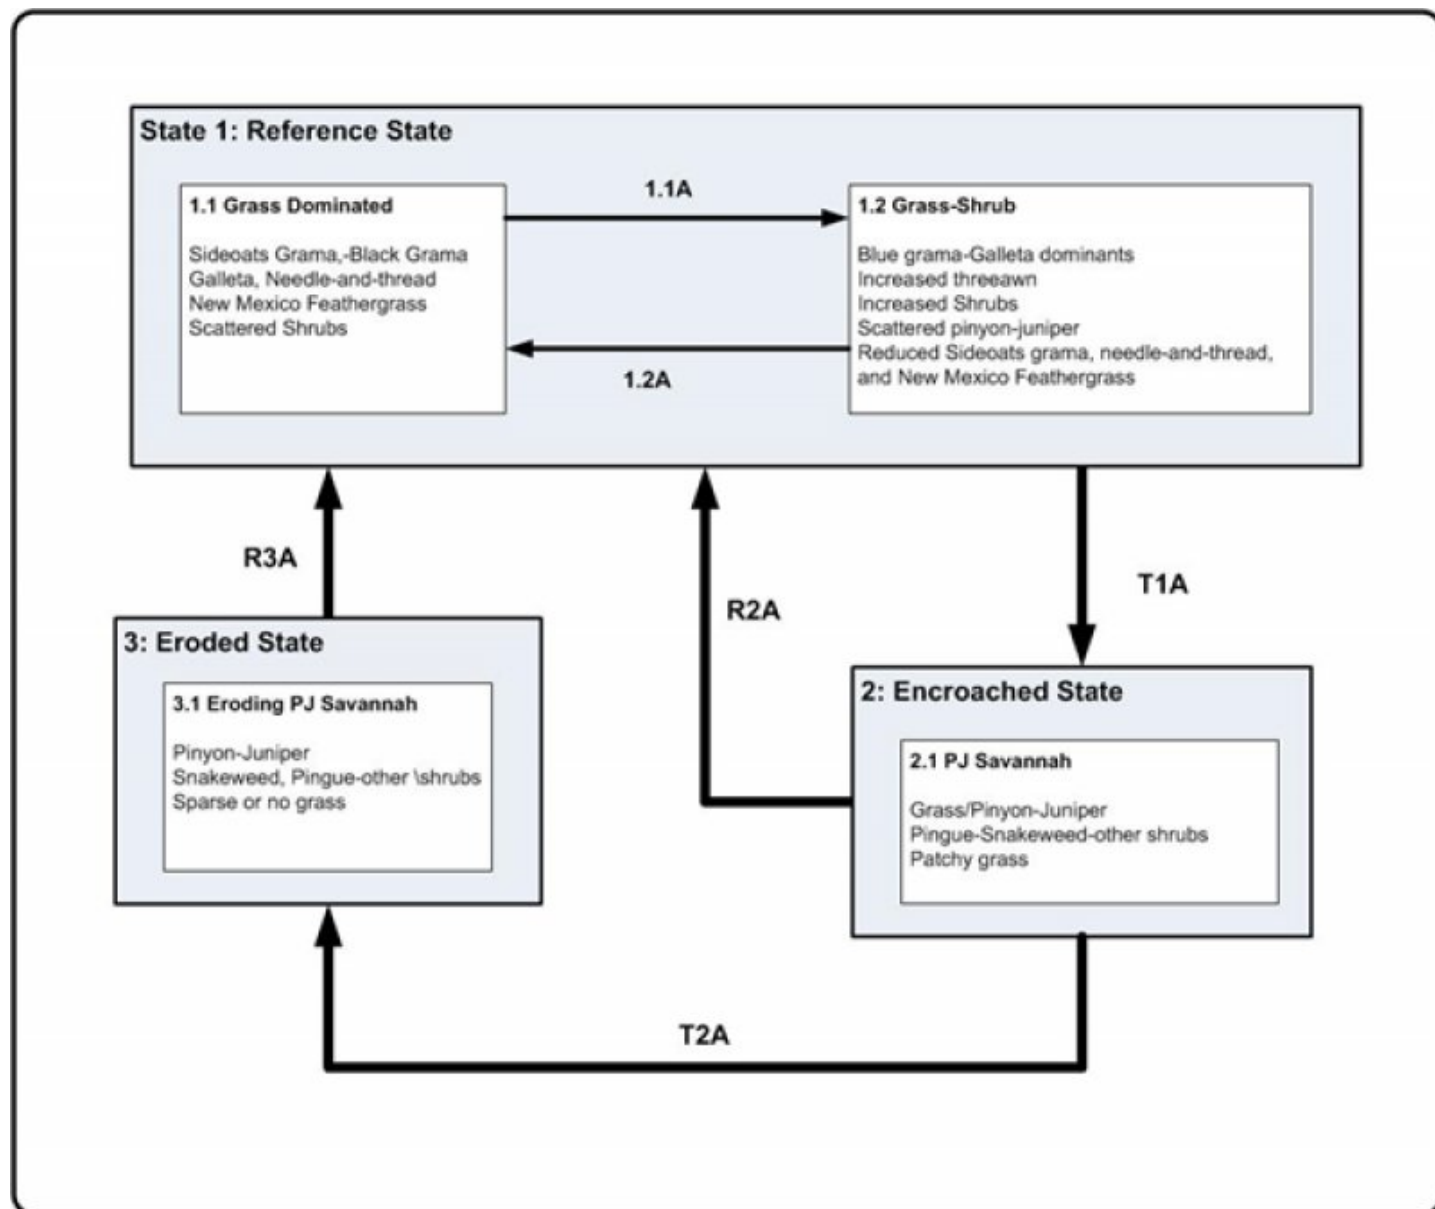 State 1: Reference State
1.1 Grass Dominated
Sideoats Grama,-Black Grama
Galleta, Needle-and-thread
New Mexico Feathergrass
Scattered Shrubs
1.1A
1.2A
1.2 Grass-Shrub
Blue grama-Galleta dominants
Increased threeawn
Increased Shrubs
Scattered pinyon-juniper
Reduced Sideoats grama, needle-and-thread,
and New Mexico Feathergrass
R3A
R2A
T1A
3: Eroded State
3.1 Eroding PJ Savannah
Pinyon-Juniper
Snakeweed, Pingue-other \shrubs
Sparse or no grass
2: Encroached State
2.1 PJ Savannah
Grass/Pinyon-Juniper
Pingue-Snakeweed-other shrubs
Patchy grass
T2A